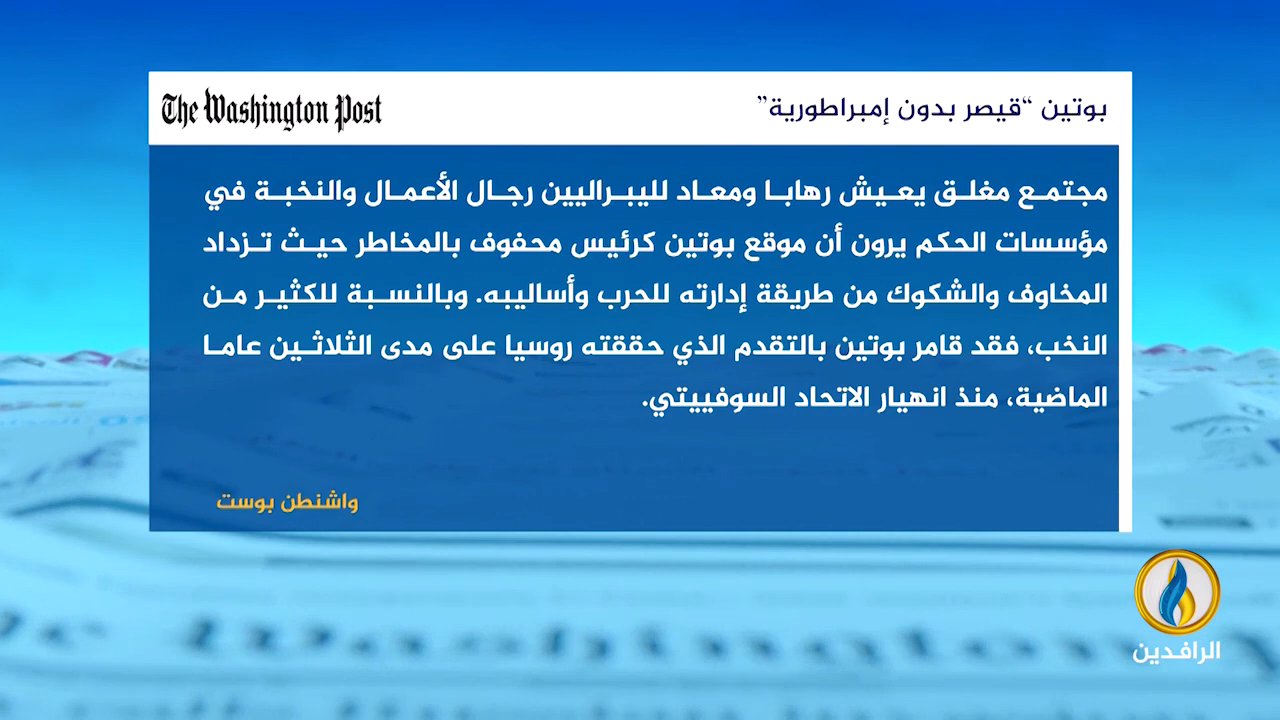 The Washington Post
بوتين “قيصر بدون إمبراطورية”
مجتمع مغلق يعيش رهابا ومعاد لليبراليين رجال الأعمال والنخبة في
مؤسسات الحكم يرون أن موقع بوتين كرئيس محفوف بالمخاطر حيث تزداد
المخاوف والشكوك من طريقة إدارته للحرب وأساليبه. وبالنسبة للكثير من
النخب، فقد قامر بوتين بالتقدم الذي حققته روسيا على مدى الثلاثين عاما
الماضية، منذ انهيار الاتحاد السوفييتي.
واشنطن بوست
الرافدين